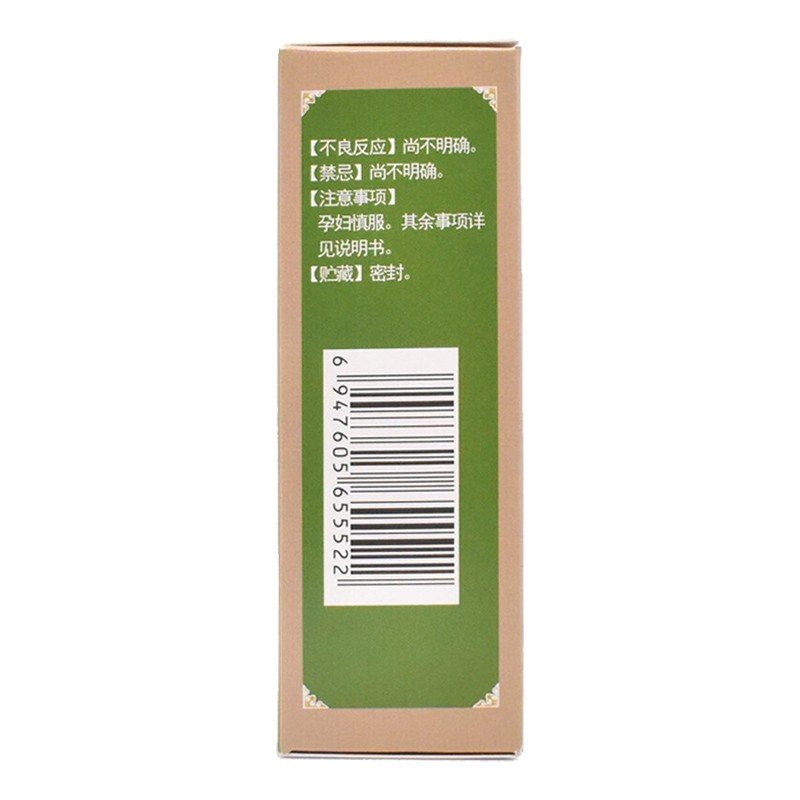 【不良反应】尚不明确。
【禁忌】尚不明确。
【注意事项】
孕妇慎服。其余事项详
见说明书。
【贮藏】密封。
6 947605 655522